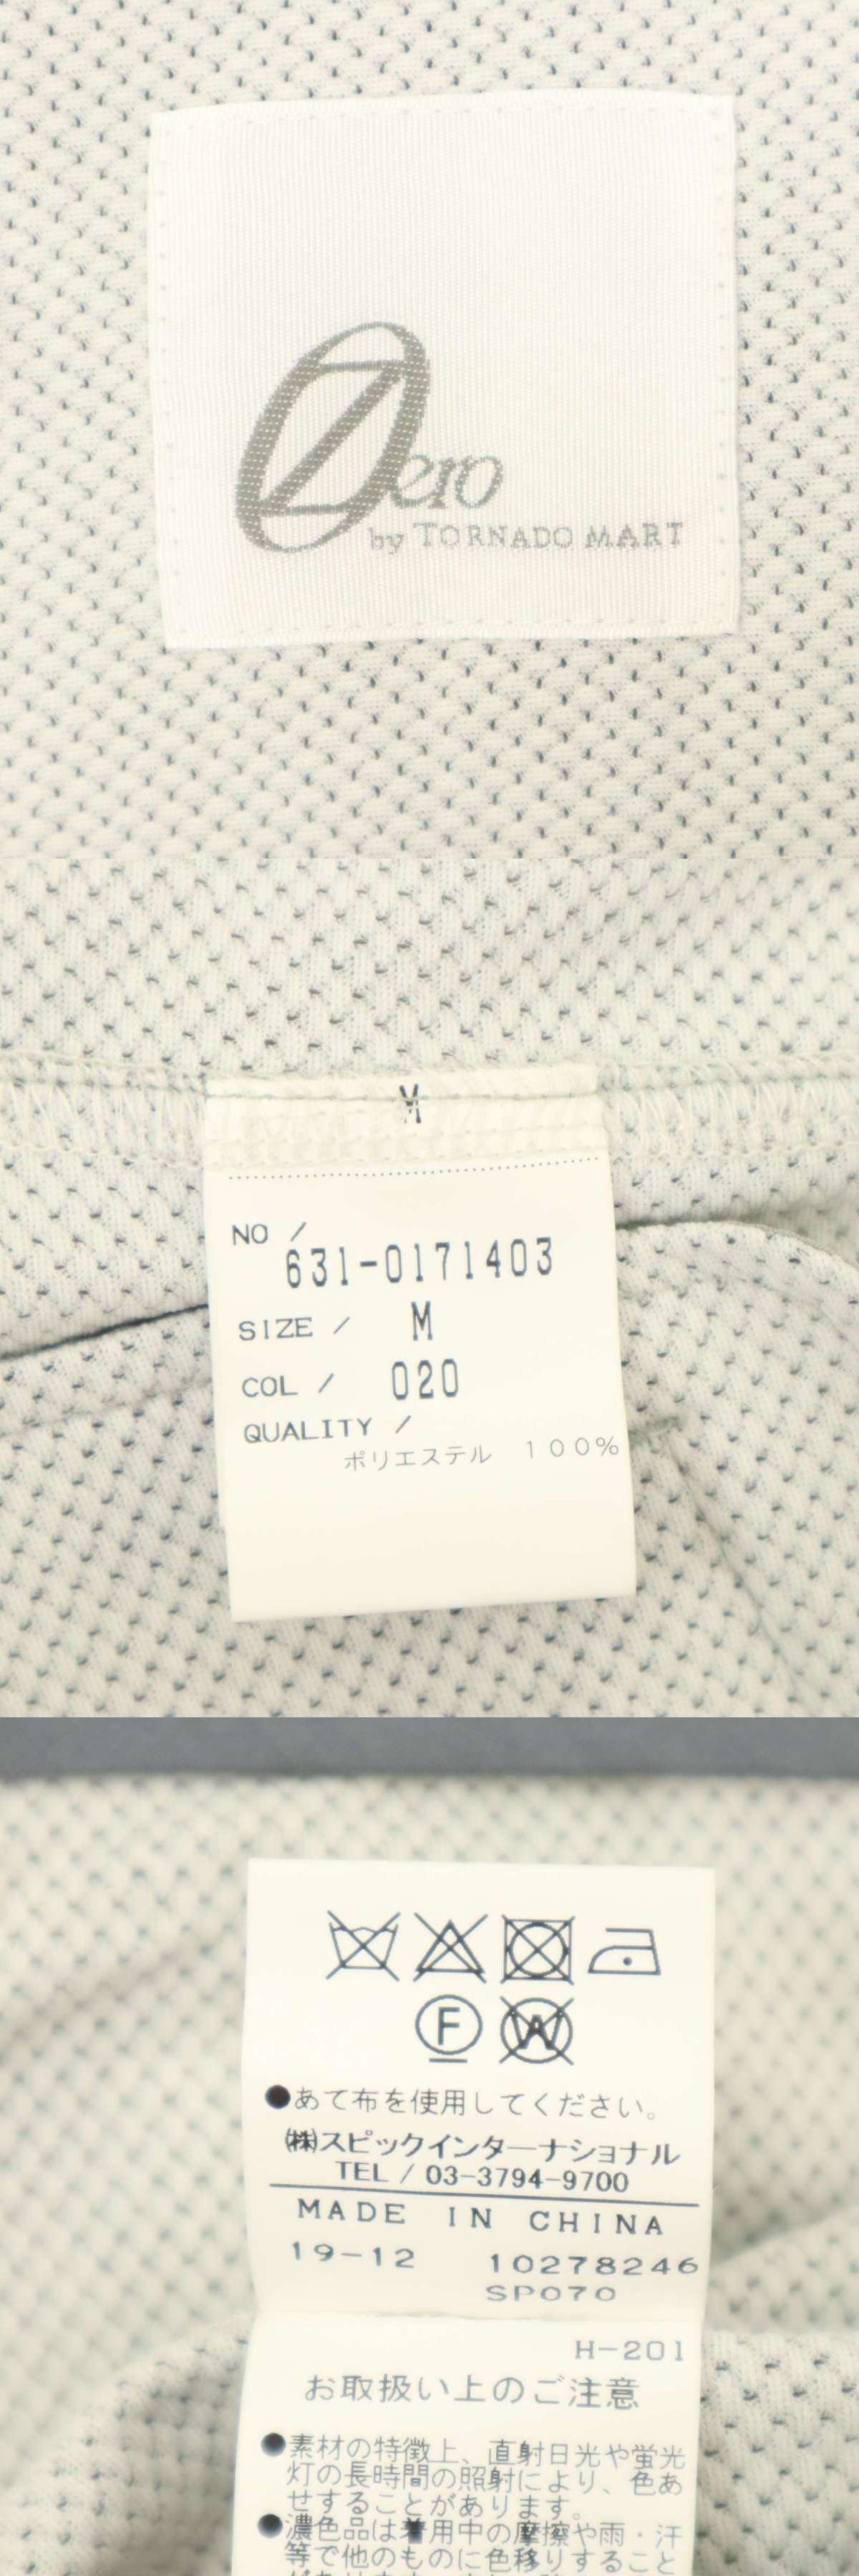 Zero
by TORNADO MART
M
NO /
631-0171403
SIZE / M
COL / 020
QUALITY /
ポリエステル 100%
F
W
●あて布を使用してください。
㈱スピックインターナショナル
TEL / 03-3794-9700
MADE IN CHINA
19-12 10278246
SP070
H-201
お取扱い上のご注意
●素材の特徴上、直射日光や蛍光
灯の長時間の照射により、色あ
せすることがあります。
●濃色品は着用中の摩擦や雨・汗
等で他のものに色移りすること